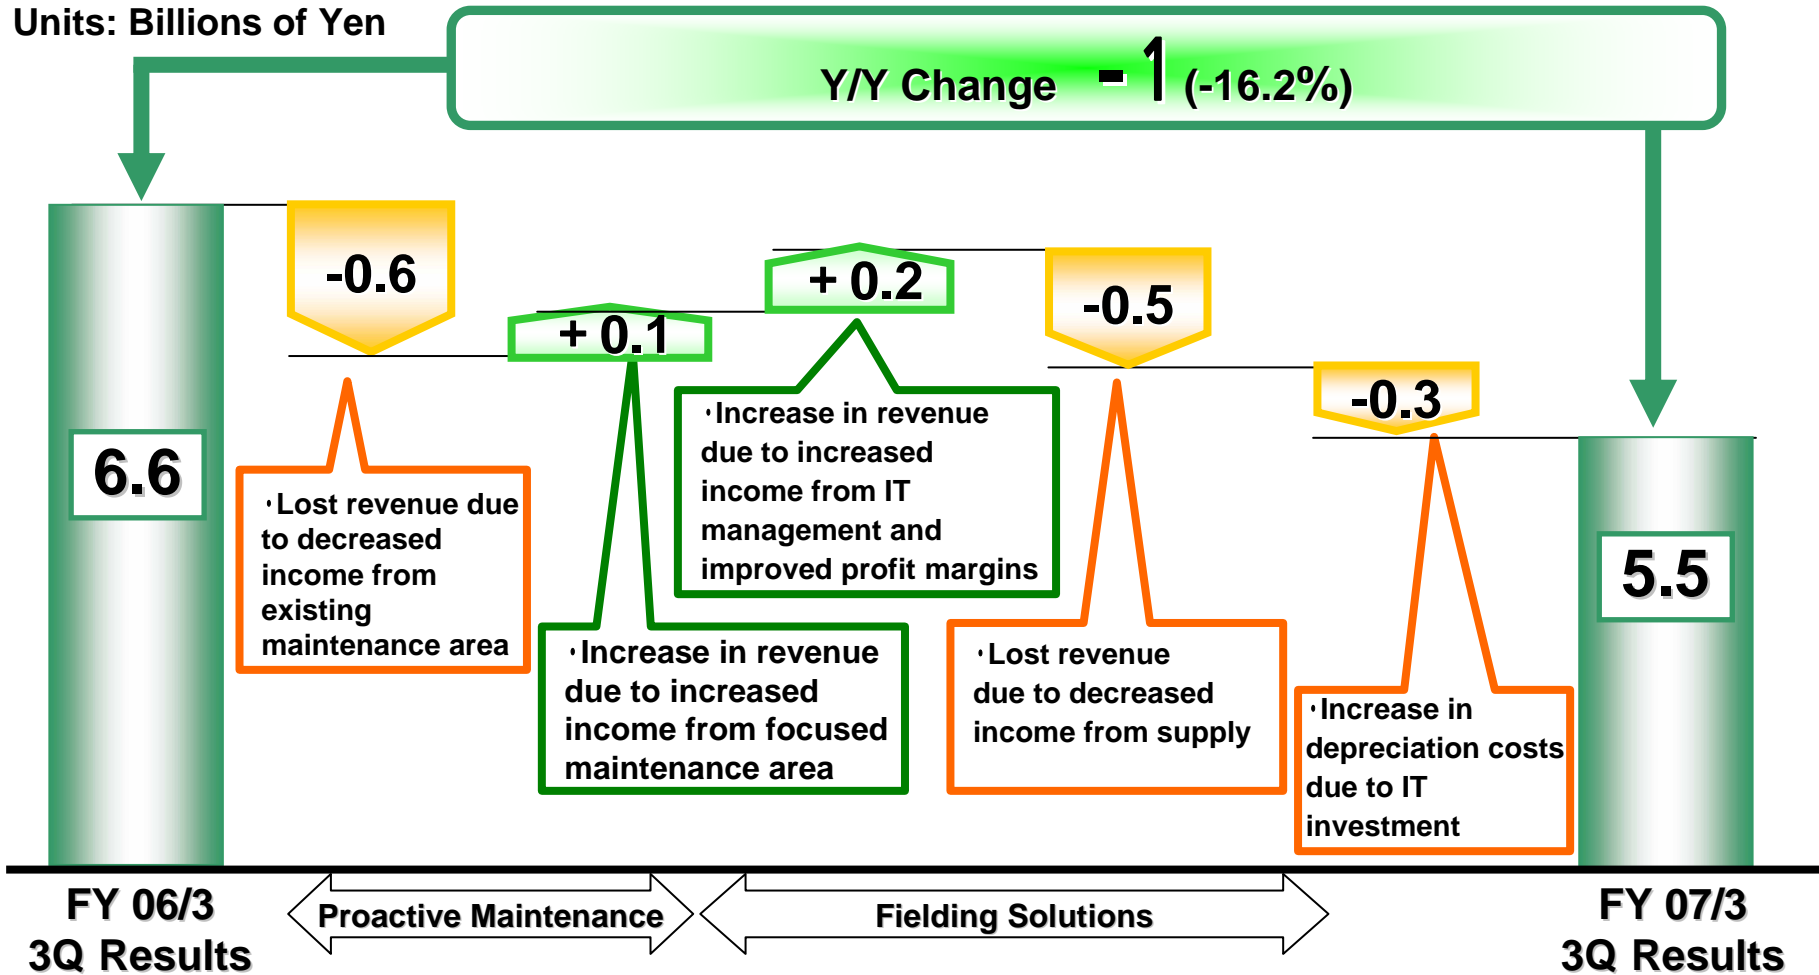 Units: Billions of Yen
Y/Y Change -1 (-16.2%)
-0.6
+ 0.1
+ 0.2
-0.5
-0.3
6.6
5.5
・Lost revenue due
to decreased
income from
existing
maintenance area
・Increase in revenue
due to increased
income from focused
maintenance area
・Increase in revenue
due to increased
income from IT
management and
improved profit margins
・Lost revenue
due to decreased
income from supply
・Increase in
depreciation costs
due to IT
investment
FY 06/3
3Q Results
Proactive Maintenance
Fielding Solutions
FY 07/3
3Q Results